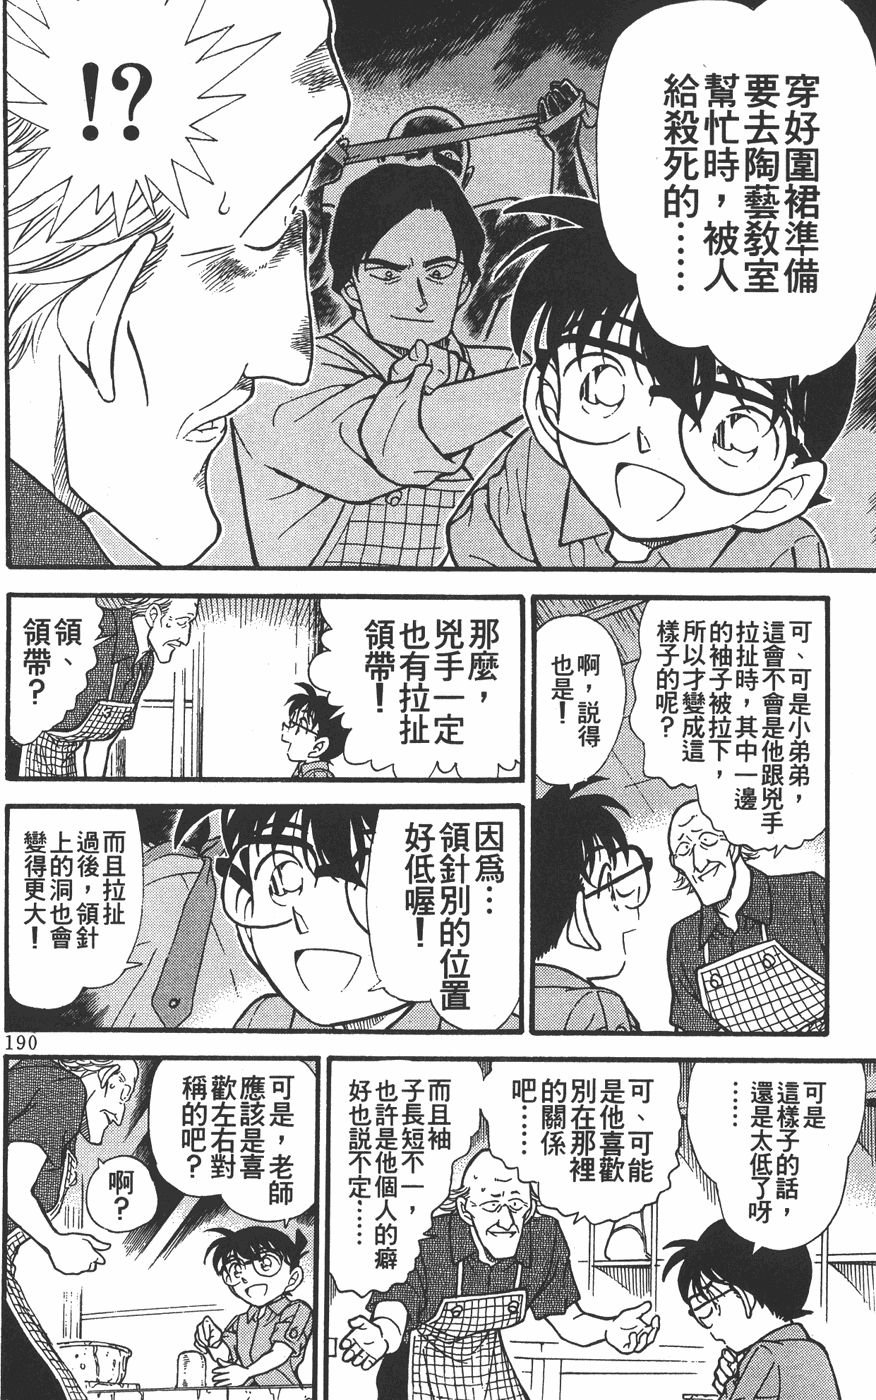 穿好圍裙準備
要去陶藝教室
幫忙時，被人
給殺死的……
!?
可、可是小弟弟，
這會不會是他跟兇手
拉扯時，其中一邊
的袖子被拉下，
所以才變成這
樣子的呢？
啊，說得
也是！
那麼，
兇手一定
也有拉扯
領帶！
領、
領帶？
因為…
領針別的位置
好低喔！
而且拉扯
過後，領針
上的洞也會
變得更大！
190
可是
這樣子的話，
還是太低了呀
……
可、可能
是他喜歡
別在那裡
的關係
吧……
而且袖
子長短不一，
也許是他個人的癖
好也說不定……
可是，老師
應該是喜
歡左右對
稱的吧？
啊？